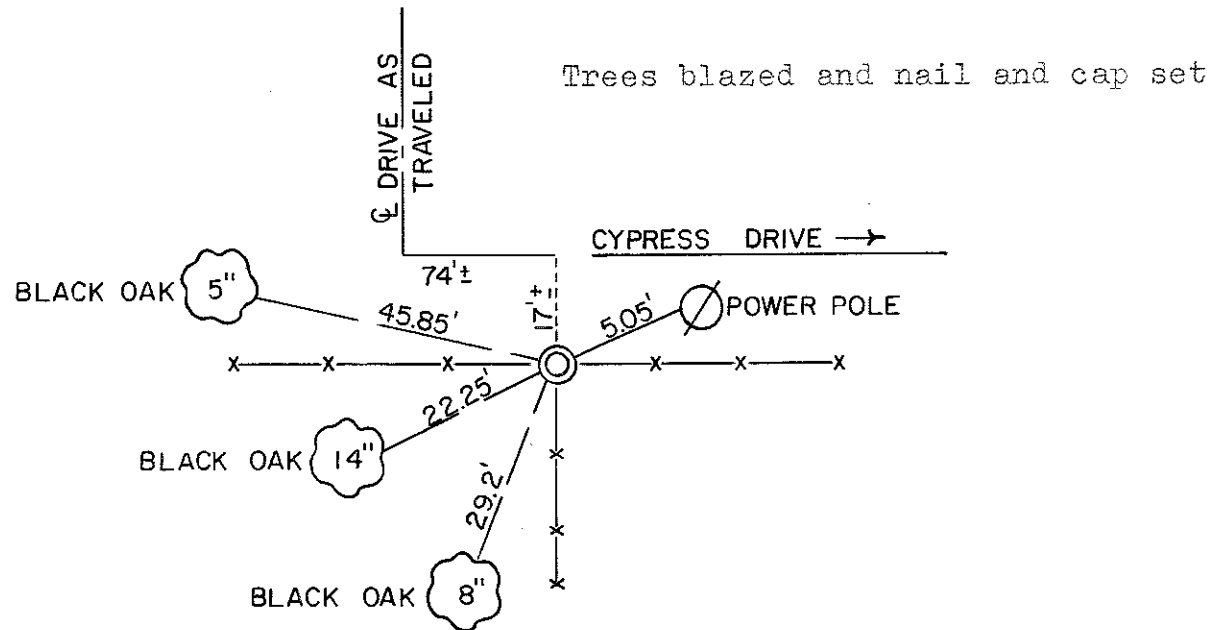 ℄ DRIVE AS
TRAVELED
Trees blazed and nail and cap set
CYPRESS DRIVE →
74'±
17'±
BLACK OAK 5"
45.85'
5.05'
POWER POLE
22.25'
BLACK OAK 14"
29.2'
BLACK OAK 8"